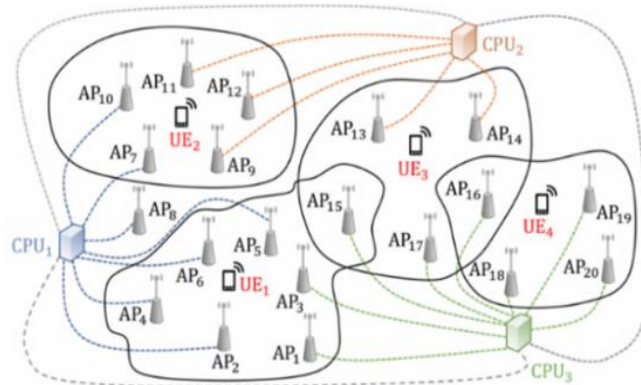 CPU₂
AP₁₁
AP₁₀
AP₁₂
UE₂
AP₁₃
AP₁₄
UE₃
AP₇
AP₉
AP₈
AP₁₅
AP₁₆
AP₁₉
UE₄
CPU₁
AP₅
AP₆
AP₁₇
AP₁₈
AP₂₀
UE₁
AP₃
AP₄
AP₂
AP₁
CPU₃